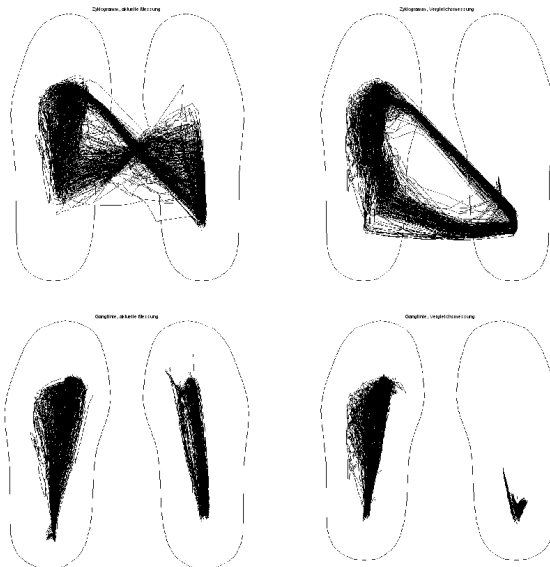 Zyklogramm, aktuelle Messung
Zyklogramm, Vergleichsmessung
Ganglinie, aktuelle Messung
Ganglinie, Vergleichsmessung